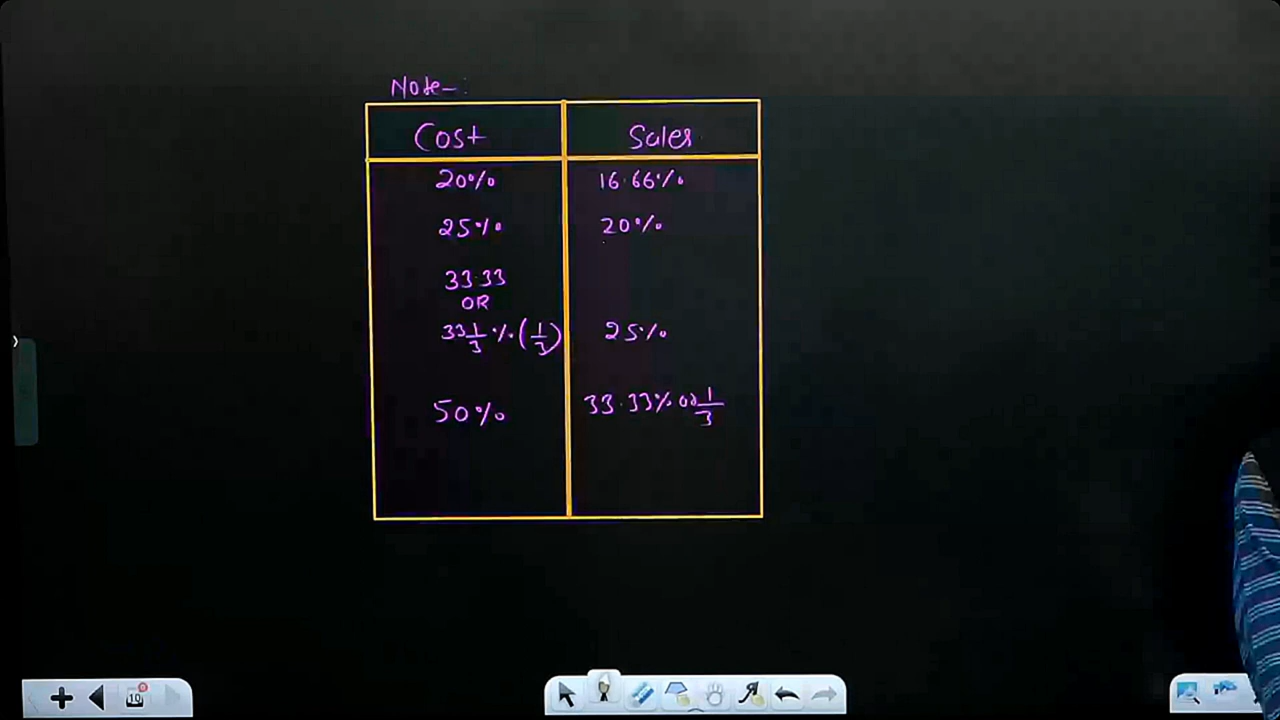 Note-:
Cost Sales
20% 16.66%
25% 20%
33.33
OR
33 1/3 % (1/3) 25%
50% 33.33% or 1/3
10